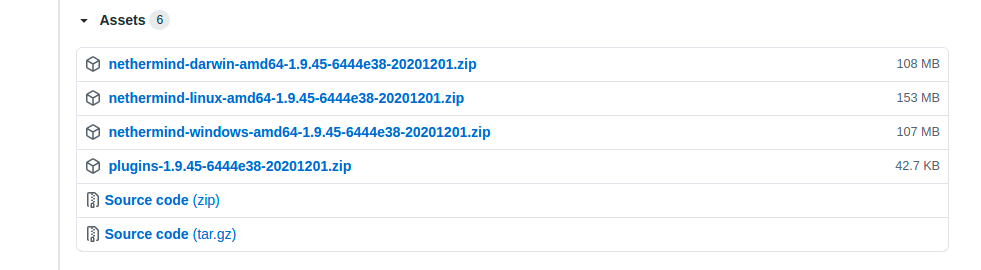 Assets 6
nethermind-darwin-amd64-1.9.45-6444e38-20201201.zip 108 MB
nethermind-linux-amd64-1.9.45-6444e38-20201201.zip 153 MB
nethermind-windows-amd64-1.9.45-6444e38-20201201.zip 107 MB
plugins-1.9.45-6444e38-20201201.zip 42.7 KB
Source code (zip)
Source code (tar.gz)